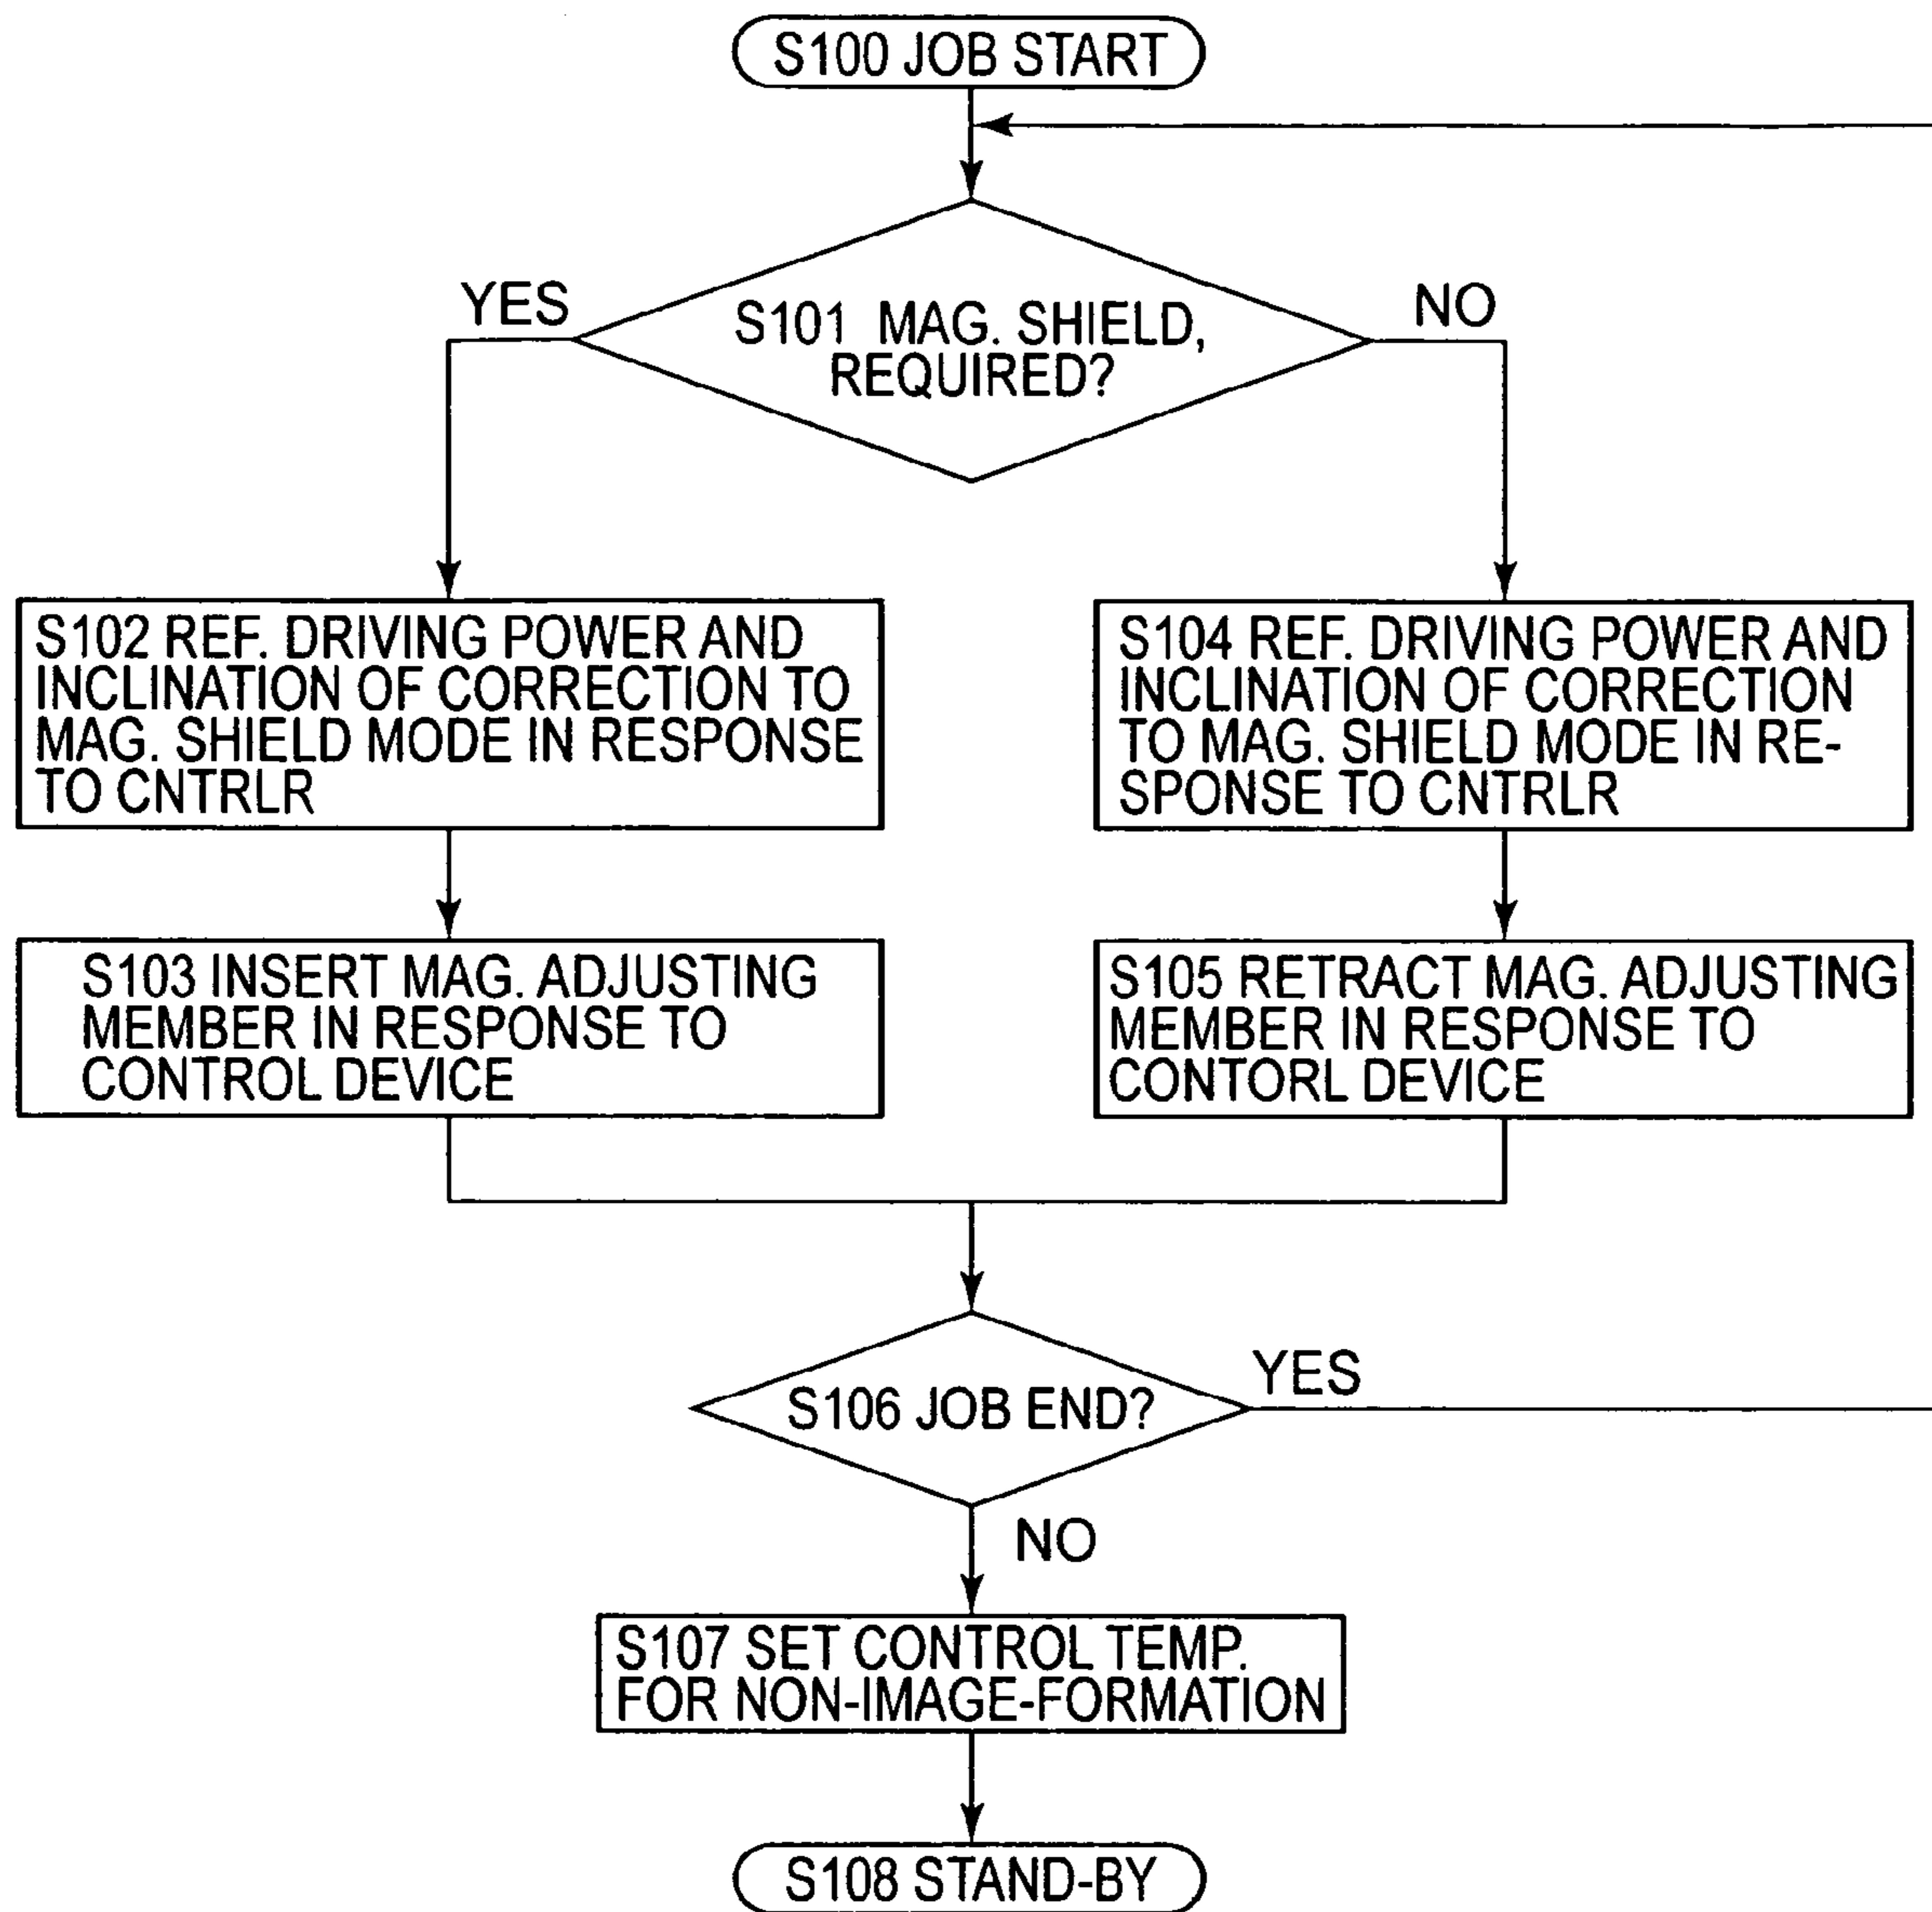 S100 JOB START
YES
NO
S101 MAG. SHIELD,
REQUIRED?
S102 REF. DRIVING POWER AND
INCLINATION OF CORRECTION TO
MAG. SHIELD MODE IN RESPONSE
TO CNTRLR
S104 REF. DRIVING POWER AND
INCLINATION OF CORRECTION
TO MAG. SHIELD MODE IN RE-
SPONSE TO CNTRLR
S103 INSERT MAG. ADJUSTING
MEMBER IN RESPONSE TO
CONTROL DEVICE
S105 RETRACT MAG. ADJUSTING
MEMBER IN RESPONSE TO
CONTORL DEVICE
S106 JOB END?
YES
NO
S107 SET CONTROL TEMP.
FOR NON-IMAGE-FORMATION
S108 STAND-BY